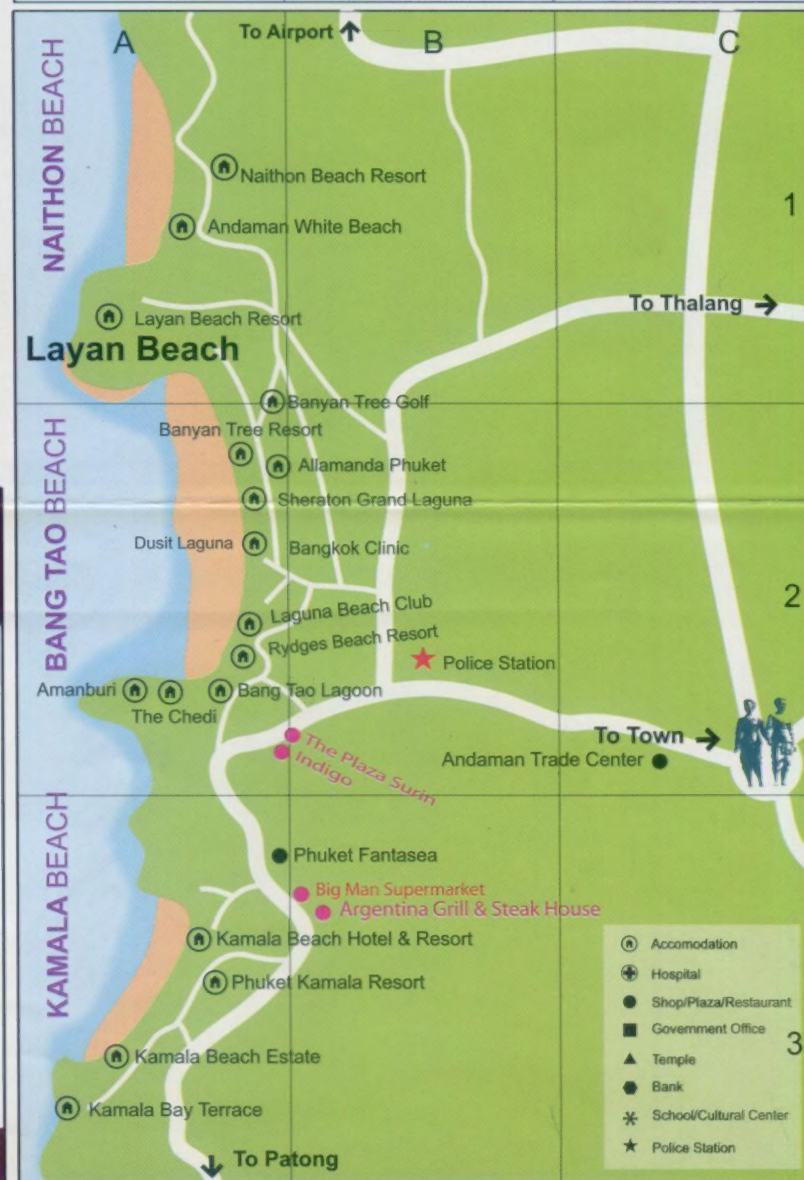 To Airport
A
B
C
NAITHON BEACH
Naithon Beach Resort
1
Andaman White Beach
To Thalang
Layan Beach Resort
Layan Beach
Banyan Tree Golf
BANG TAO BEACH
Banyan Tree Resort
Allamanda Phuket
Sheraton Grand Laguna
Dusit Laguna
Bangkok Clinic
2
Laguna Beach Club
Rydges Beach Resort
Police Station
Amanburi
Bang Tao Lagoon
The Chedi
To Town
The Plaza Surin
Indigo
Andaman Trade Center
KAMALA BEACH
Phuket Fantasea
Big Man Supermarket
Argentina Grill & Steak House
Kamala Beach Hotel & Resort
Phuket Kamala Resort
Kamala Beach Estate
Kamala Bay Terrace
To Patong
Accomodation
Hospital
Shop/Plaza/Restaurant
Government Office
3
Temple
Bank
School/Cultural Center
Police Station